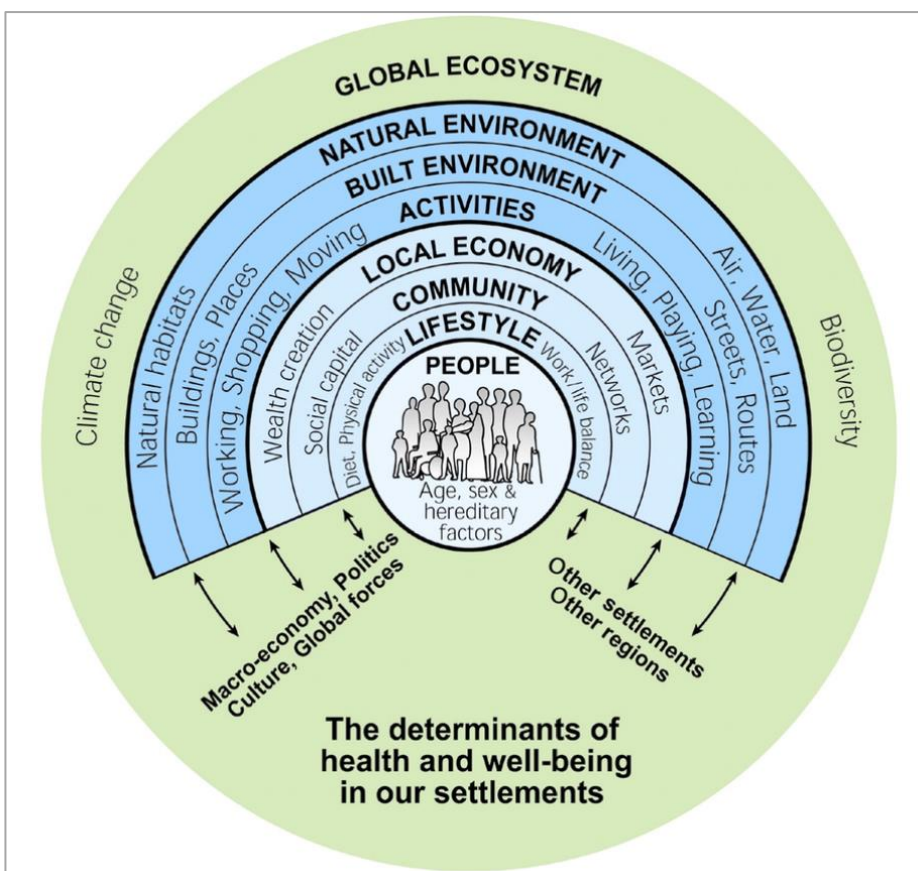 GLOBAL ECOSYSTEM
NATURAL ENVIRONMENT
BUILT ENVIRONMENT
ACTIVITIES
LOCAL ECONOMY
COMMUNITY
LIFESTYLE
PEOPLE
Age, sex &
hereditary
factors
Climate change
Natural habitats
Buildings, Places
Working, Shopping, Moving
Wealth creation
Social capital
Diet, Physical activity
Work/life balance
Networks
Markets
Living, Playing, Learning
Streets, Routes
Air, Water, Land
Biodiversity
Macro-economy, Politics
Culture, Global forces
Other settlements
Other regions
The determinants of
health and well-being
in our settlements